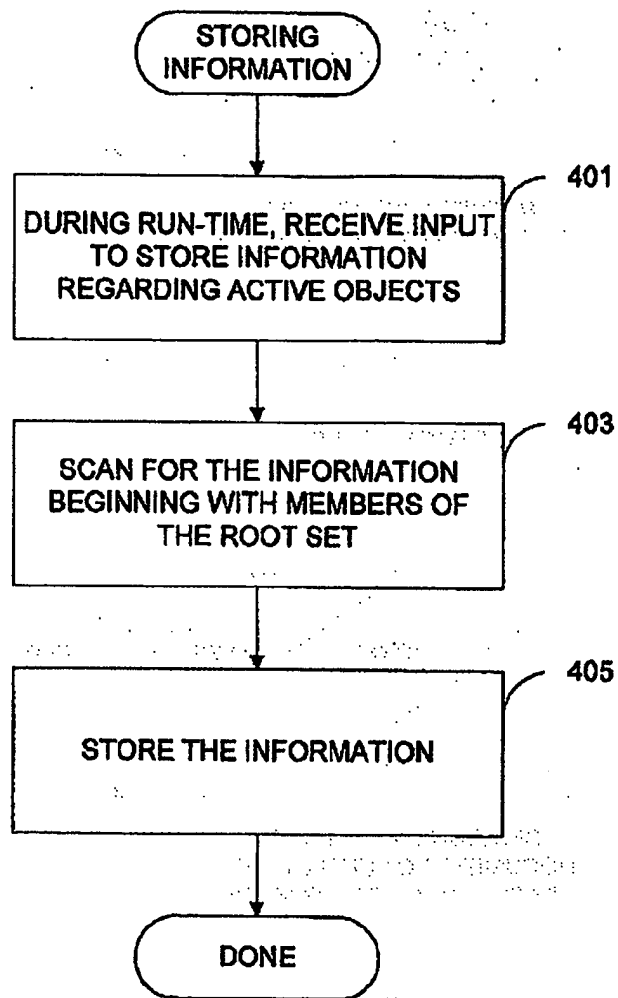 STORING
INFORMATION
401
DURING RUN-TIME, RECEIVE INPUT
TO STORE INFORMATION
REGARDING ACTIVE OBJECTS
403
SCAN FOR THE INFORMATION
BEGINNING WITH MEMBERS OF
THE ROOT SET
405
STORE THE INFORMATION
DONE